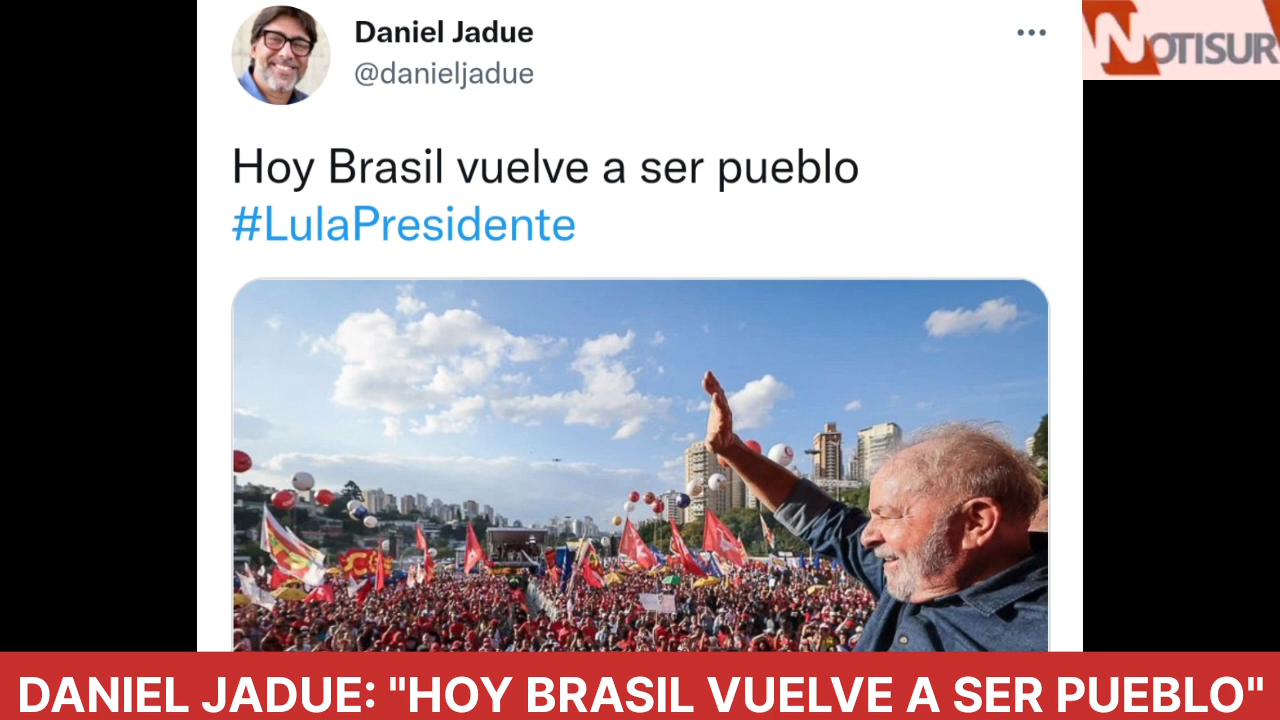 Daniel Jadue
@danieljadue
NOTISUR
Hoy Brasil vuelve a ser pueblo
#LulaPresidente
DANIEL JADUE: "HOY BRASIL VUELVE A SER PUEBLO"